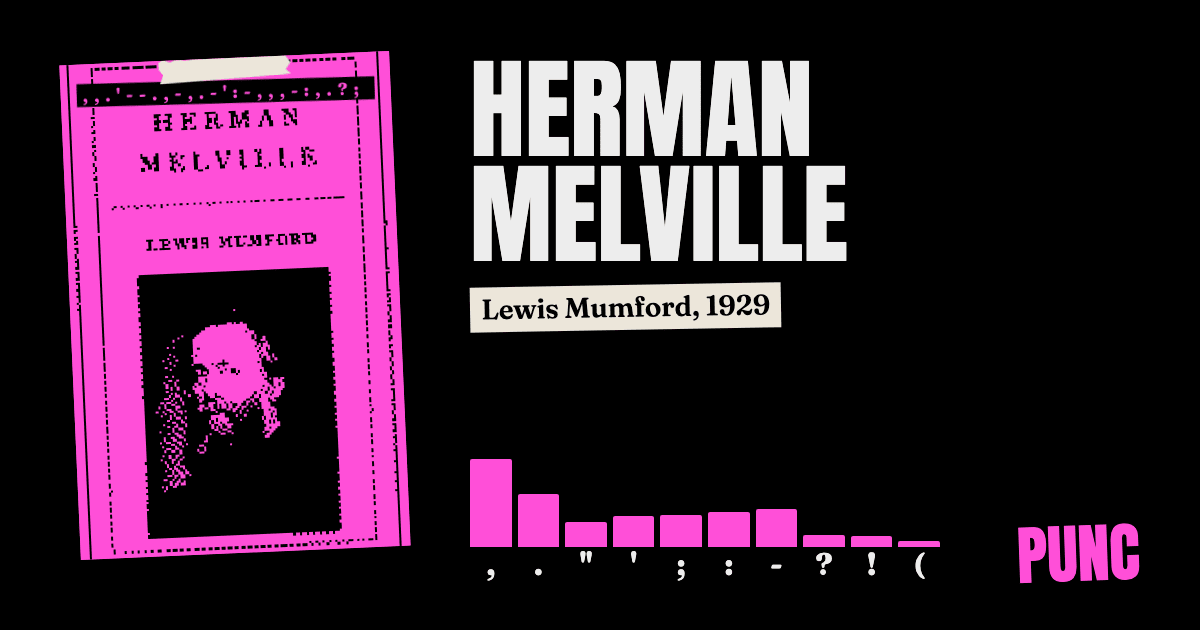 ,,.'--.,-,.-':-,,,-:,.?;
HERMAN
MELVILLE
LEWIS MUMFORD
HERMAN
MELVILLE
Lewis Mumford, 1929
, . " ' ; : - ? ! (
PUNC